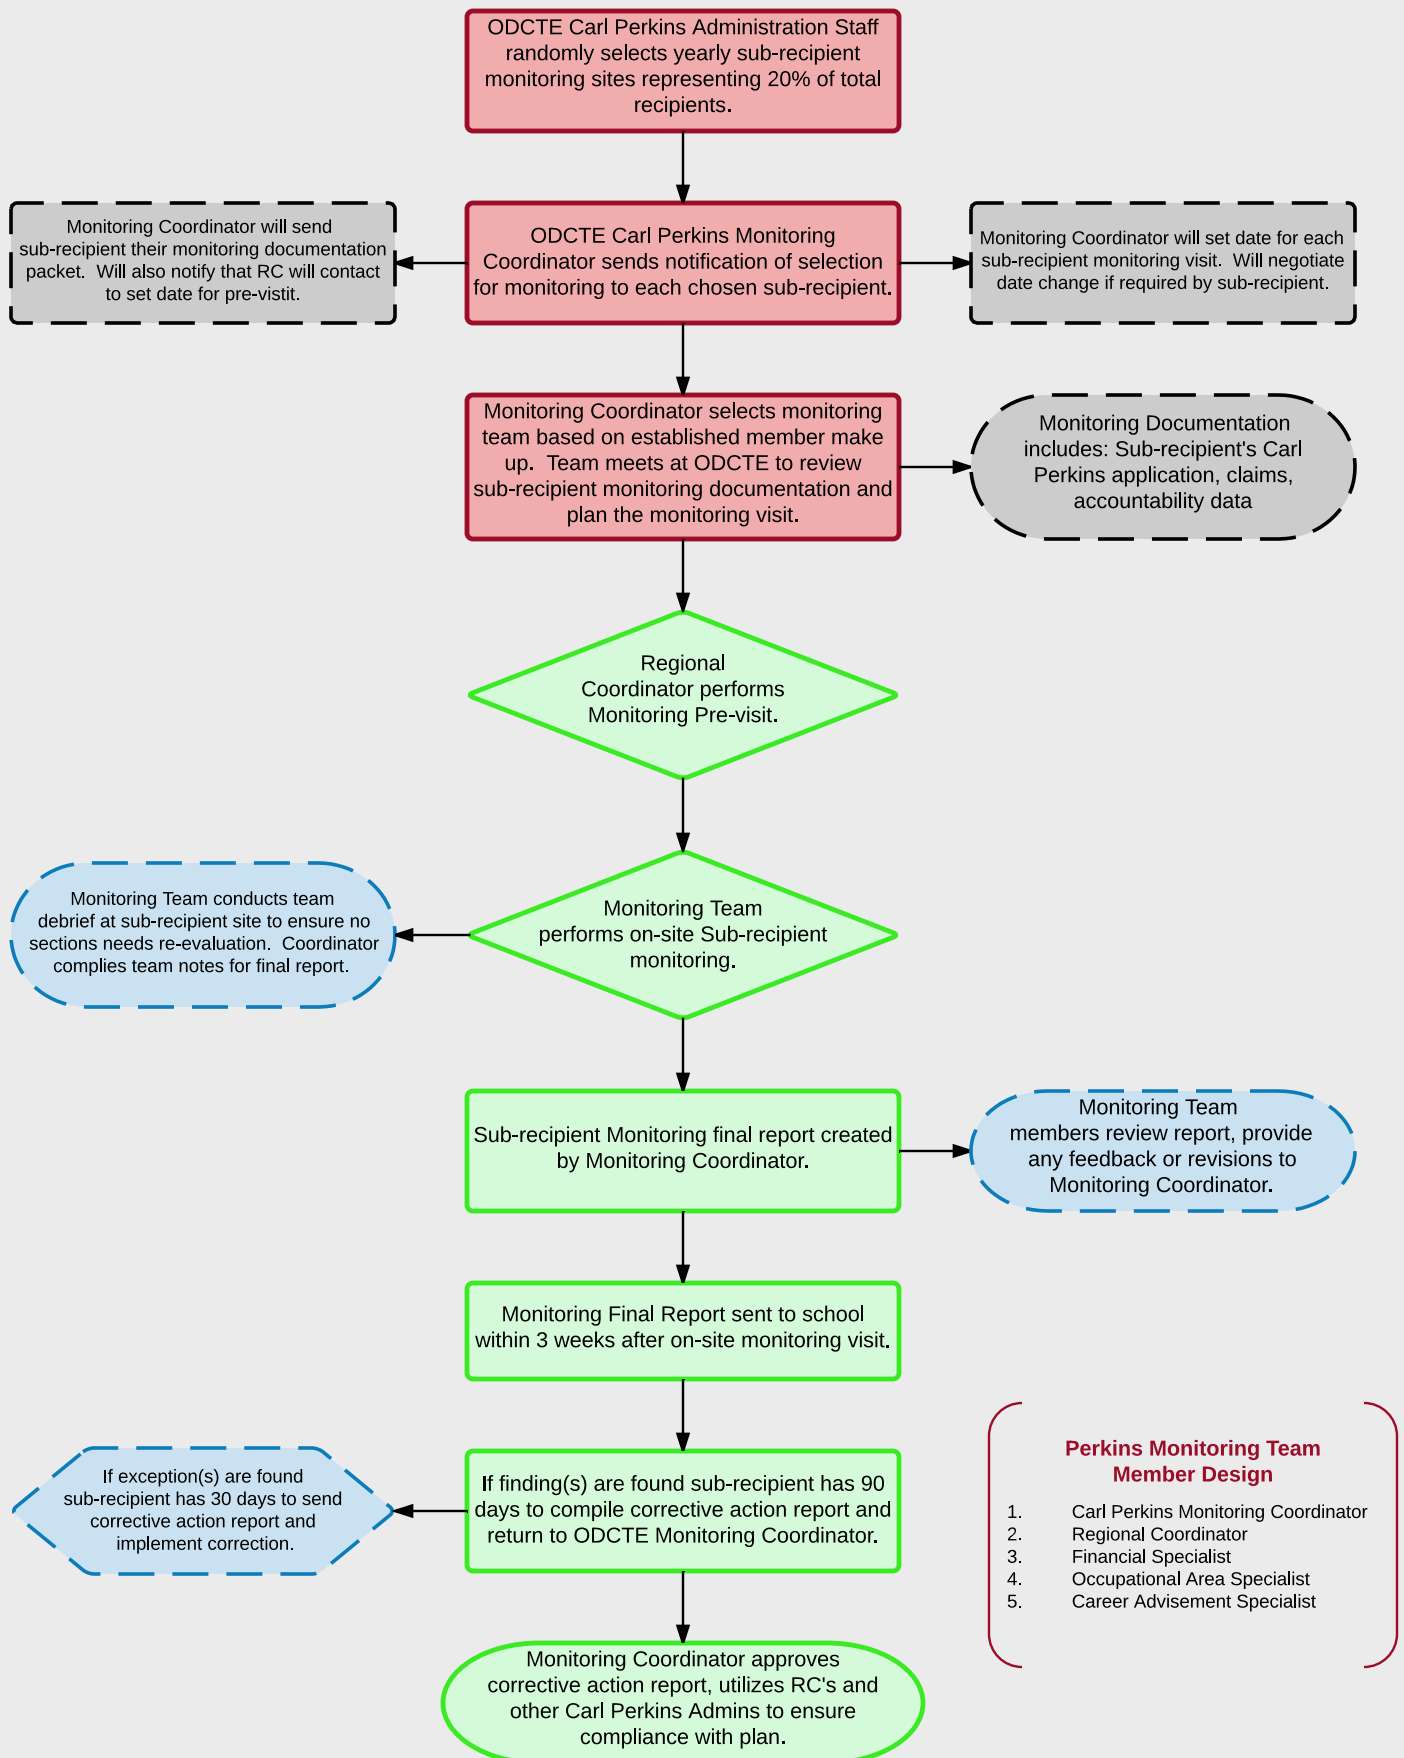 ODCTE Carl Perkins Administration Staff
randomly selects yearly sub-recipient
monitoring sites representing 20% of total
recipients.
Monitoring Coordinator will send
sub-recipient their monitoring documentation
packet.  Will also notify that RC will contact
to set date for pre-vistit.
ODCTE Carl Perkins Monitoring
Coordinator sends notification of selection
for monitoring to each chosen sub-recipient.
Monitoring Coordinator will set date for each
sub-recipient monitoring visit.  Will negotiate
date change if required by sub-recipient.
Monitoring Coordinator selects monitoring
team based on established member make
up.  Team meets at ODCTE to review
sub-recipient monitoring documentation and
plan the monitoring visit.
Monitoring Documentation
includes: Sub-recipient's Carl
Perkins application, claims,
accountability data
Regional
Coordinator performs
Monitoring Pre-visit.
Monitoring Team conducts team
debrief at sub-recipient site to ensure no
sections needs re-evaluation.  Coordinator
complies team notes for final report.
Monitoring Team
performs on-site Sub-recipient
monitoring.
Sub-recipient Monitoring final report created
by Monitoring Coordinator.
Monitoring Team
members review report, provide
any feedback or revisions to
Monitoring Coordinator.
Monitoring Final Report sent to school
within 3 weeks after on-site monitoring visit.
If exception(s) are found
sub-recipient has 30 days to send
corrective action report and
implement correction.
If finding(s) are found sub-recipient has 90
days to compile corrective action report and
return to ODCTE Monitoring Coordinator.
Perkins Monitoring Team
Member Design
1. Carl Perkins Monitoring Coordinator
2. Regional Coordinator
3. Financial Specialist
4. Occupational Area Specialist
5. Career Advisement Specialist
Monitoring Coordinator approves
corrective action report, utilizes RC's and
other Carl Perkins Admins to ensure
compliance with plan.